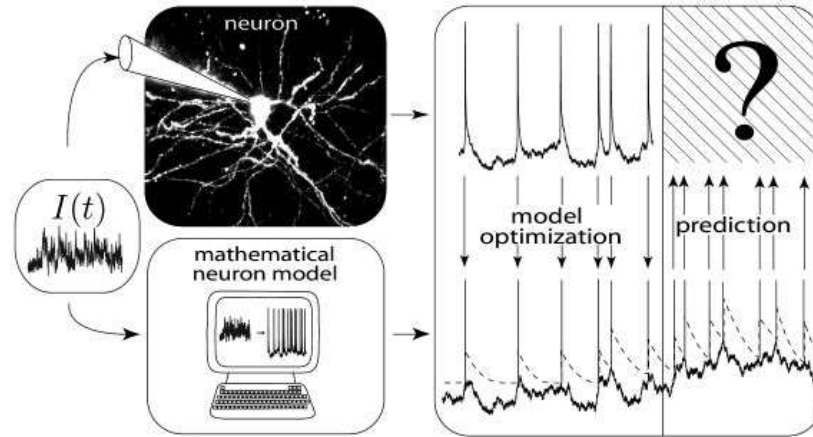 neuron
I(t)
mathematical
neuron model
model
optimization
prediction
?